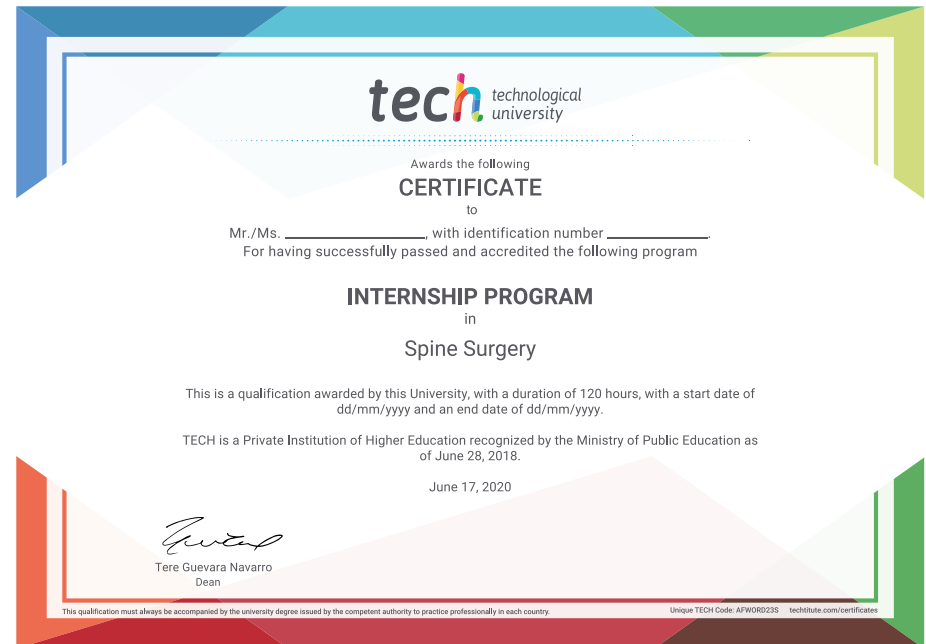 tech technological
university
Awards the following
CERTIFICATE
to
Mr./Ms. ____________________, with identification number ______________.
For having successfully passed and accredited the following program
INTERNSHIP PROGRAM
in
Spine Surgery
This is a qualification awarded by this University, with a duration of 120 hours, with a start date of
dd/mm/yyyy and an end date of dd/mm/yyyy.
TECH is a Private Institution of Higher Education recognized by the Ministry of Public Education as
of June 28, 2018.
June 17, 2020
Tere Guevara Navarro
Dean
This qualification must always be accompanied by the university degree issued by the competent authority to practice professionally in each country.
Unique TECH Code: AFWORD23S techtitute.com/certificates